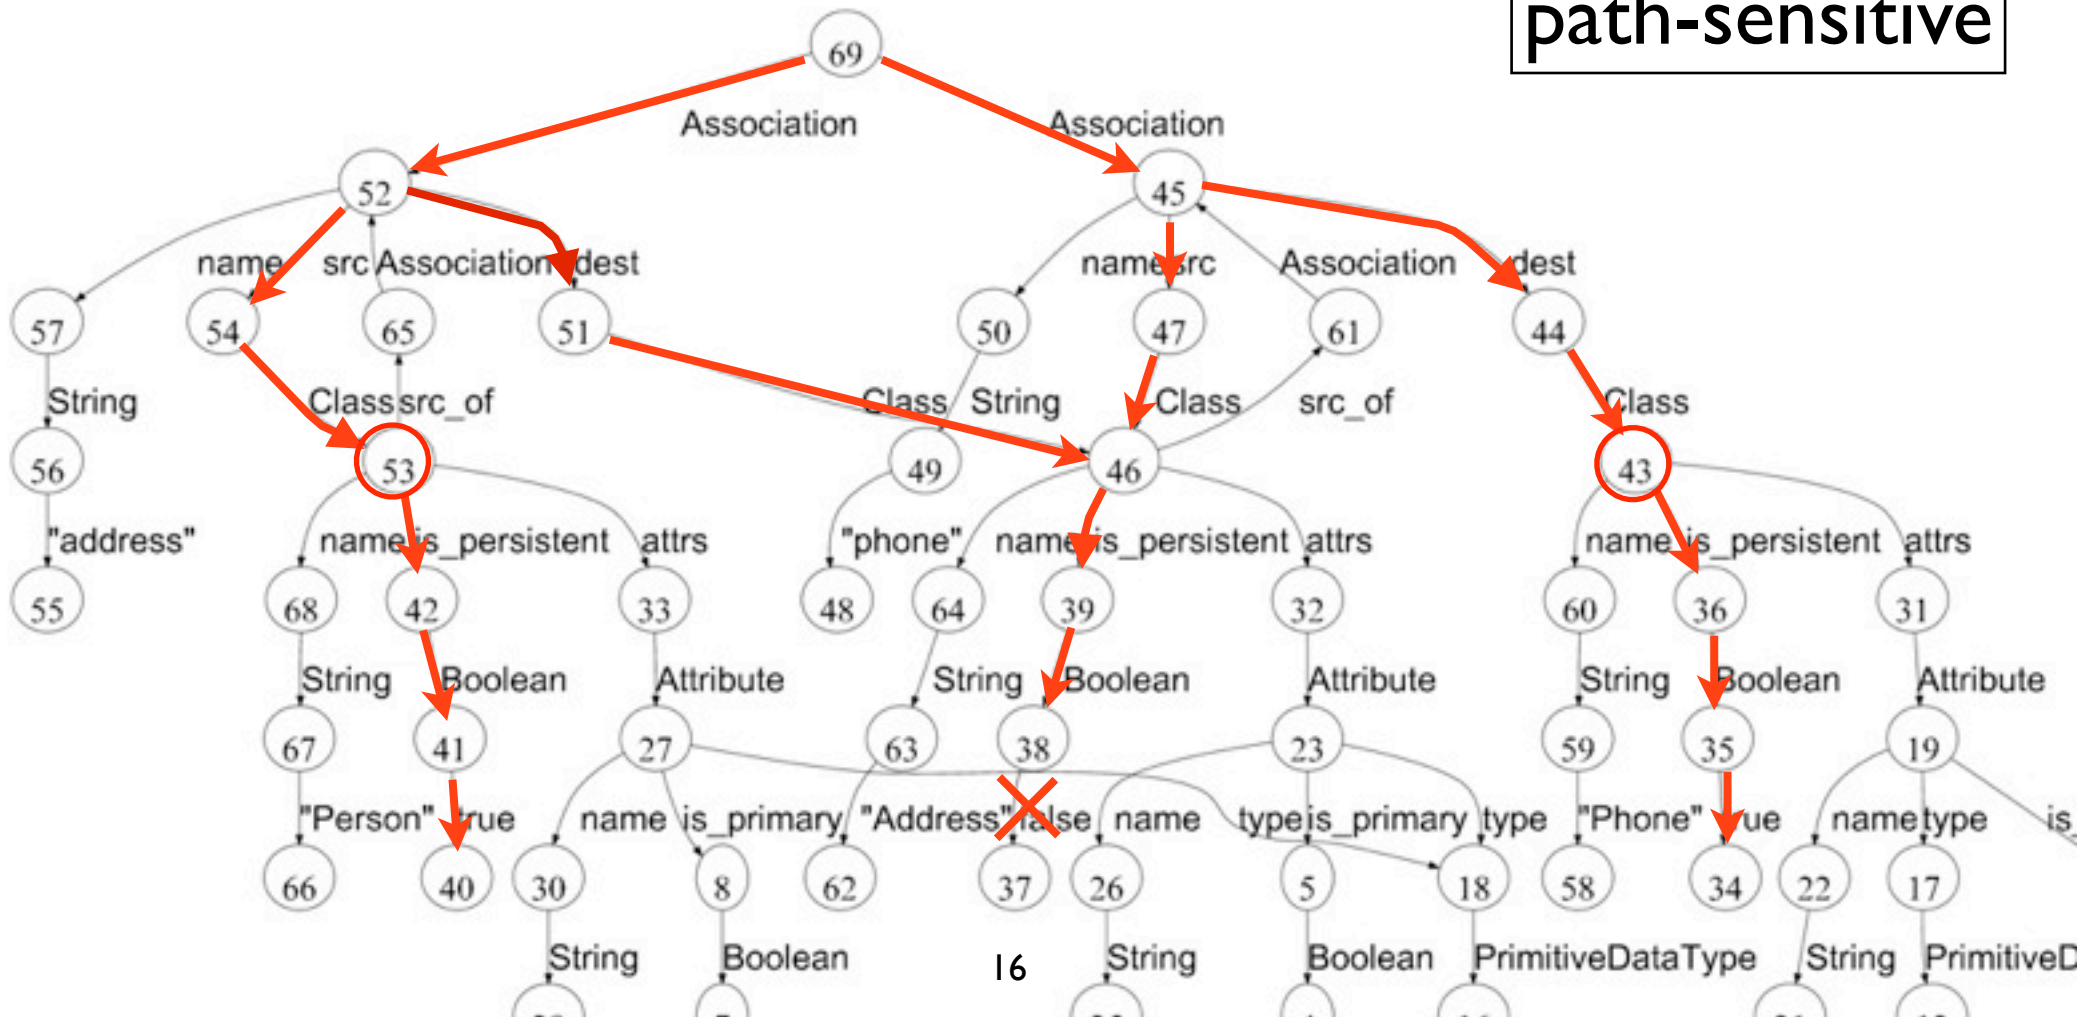 path-sensitive
69
Association Association
52 45
name src Association dest name src Association dest
57 54 65 51 50 47 61 44
String Class src_of Class String Class src_of Class
56 53 49 46 43
"address" name is_persistent attrs "phone" name is_persistent attrs name is_persistent attrs
55 68 42 33 48 64 39 32 60 36 31
String Boolean Attribute String Boolean Attribute String Boolean Attribute
67 41 27 63 38 23 59 35 19
"Person" true name is_primary "Address" false name type is_primary type "Phone" true name type is_
66 40 30 8 62 37 26 5 18 58 34 22 17
String Boolean 16 String Boolean PrimitiveDataType String PrimitiveD